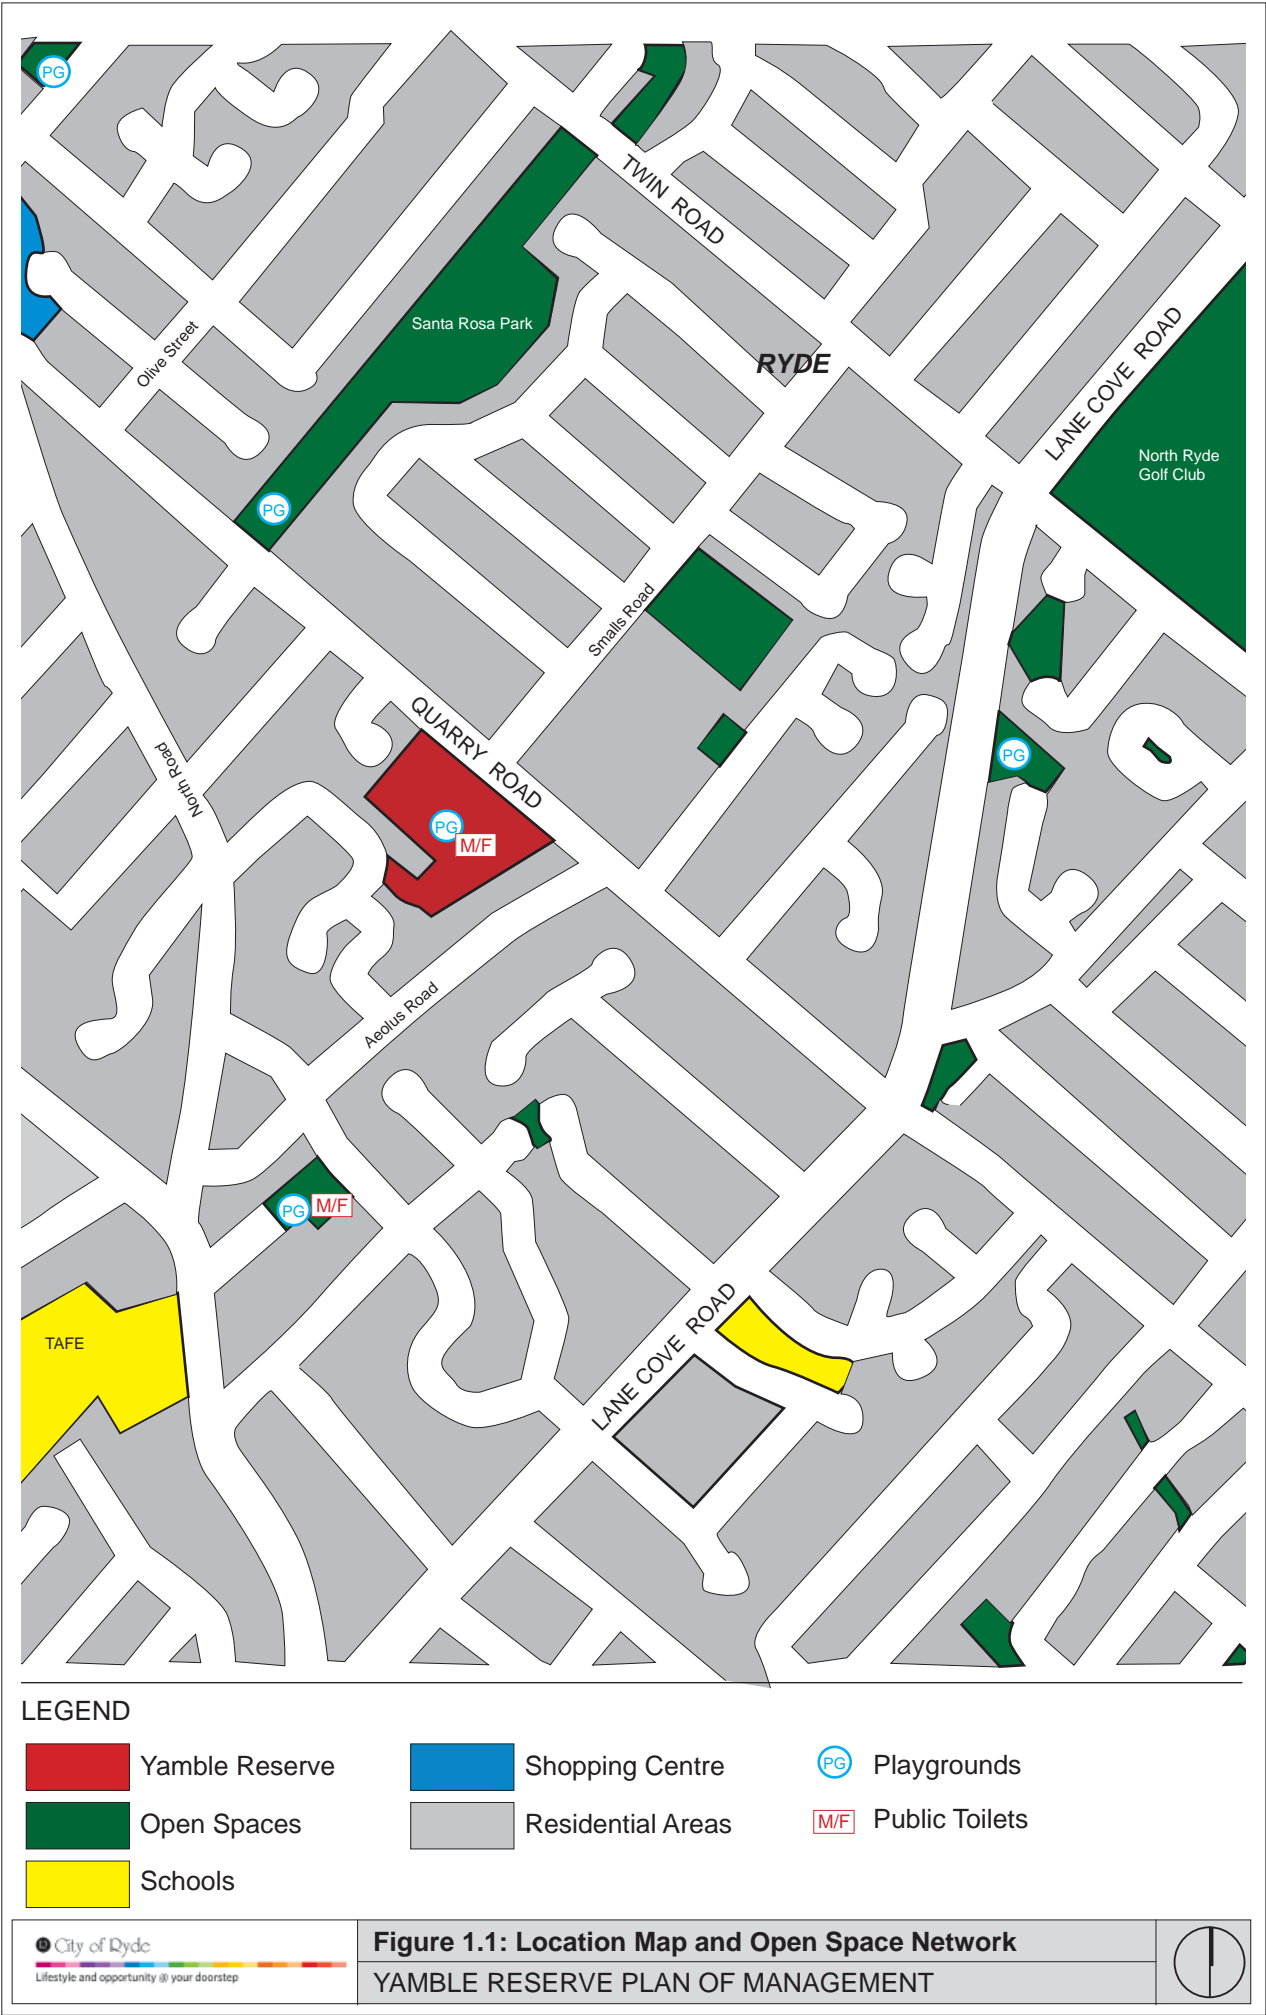 PG
TWIN ROAD
Santa Rosa Park
Olive Street
RYDE
LANE COVE ROAD
North Ryde
Golf Club
PG
Smalls Road
QUARRY ROAD
North Road
PG
PG
M/F
Aeolus Road
PG
M/F
TAFE
LANE COVE ROAD
LEGEND
Yamble Reserve
Shopping Centre
PG
Playgrounds
Open Spaces
Residential Areas
M/F
Public Toilets
Schools
City of Ryde
Lifestyle and opportunity @ your doorstep
Figure 1.1: Location Map and Open Space Network
YAMBLE RESERVE PLAN OF MANAGEMENT